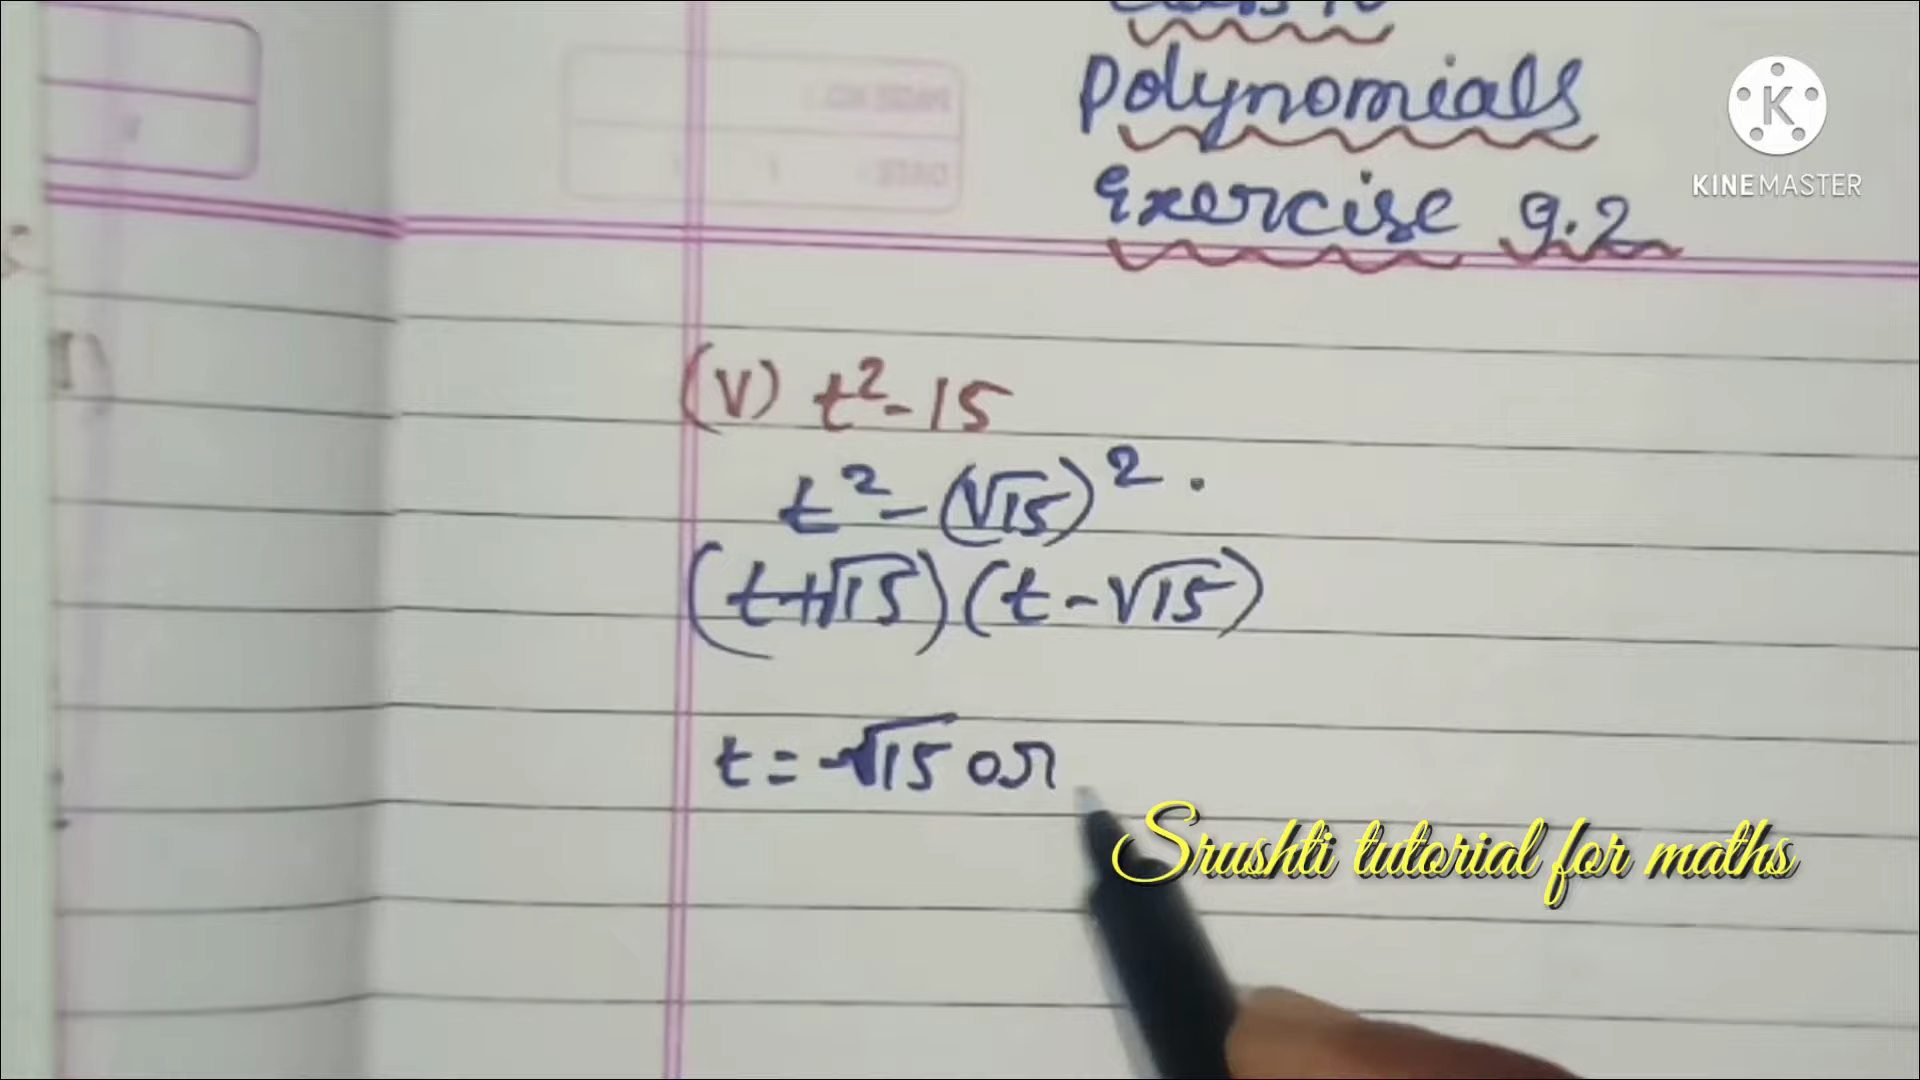 Polynomials
K
KINEMASTER
Exercise 9.2
(V) t² - 15
t² - (√15)² .
(t+√15) (t - √15)
t = -√15 or
Srushti tutorial for maths